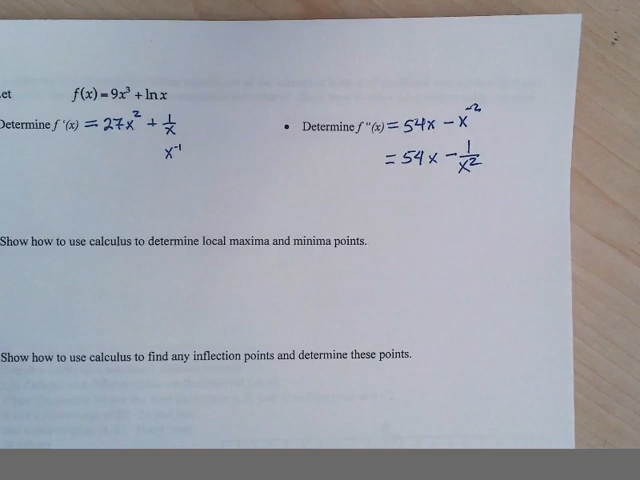 et f(x) = 9x³ + ln x
Determine f '(x) = 27x² + 1/x
x⁻¹
• Determine f "(x) = 54x − x⁻²
= 54x − 1/x²
Show how to use calculus to determine local maxima and minima points.
Show how to use calculus to find any inflection points and determine these points.